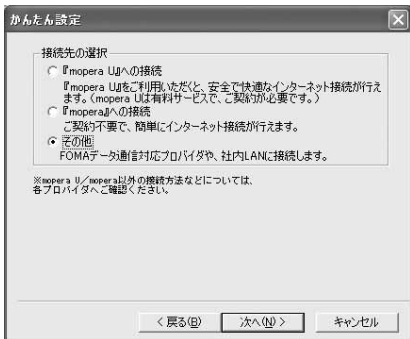 かんたん設定
接続先の選択
『mopera U』への接続
『mopera U』をご利用いただくと、安全で快適なインターネット接続が行え
ます。(mopera Uは有料サービスで、ご契約が必要です。)
『mopera』への接続
ご契約不要で、簡単にインターネット接続が行えます。
その他
FOMAデータ通信対応プロバイダや、社内LANに接続します。
※mopera U/mopera以外の接続方法などについては、
各プロバイダへご確認ください。
< 戻る(B) 次へ(N) > キャンセル